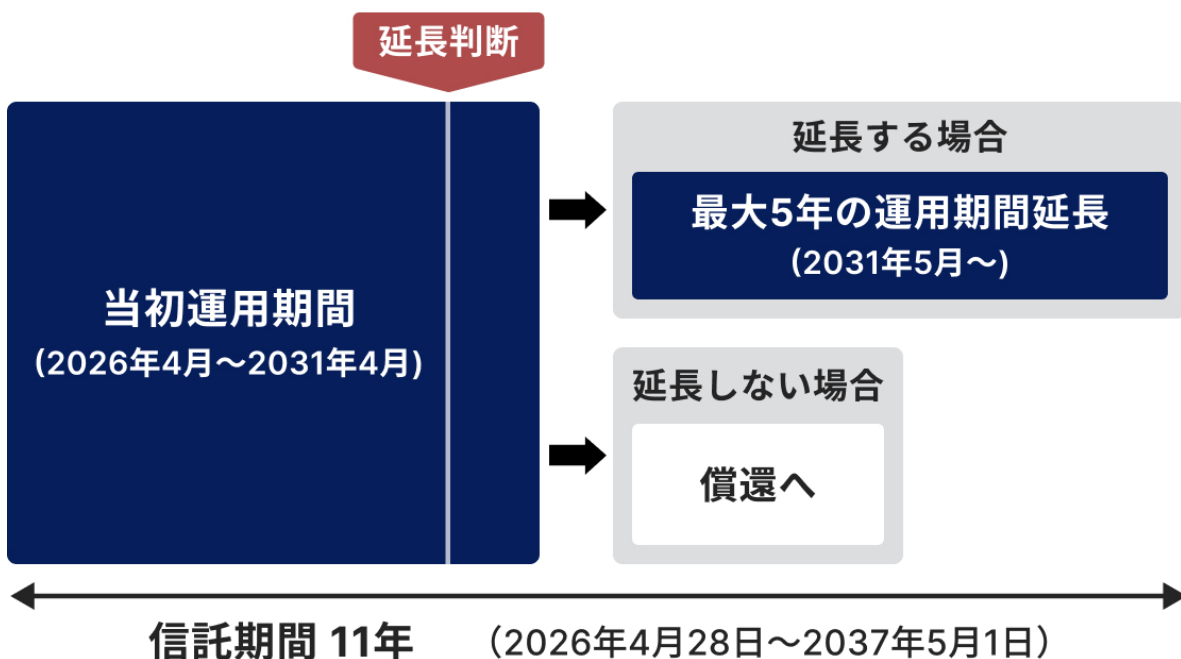 延長判断
当初運用期間
(2026年4月～2031年4月)
延長する場合
最大5年の運用期間延長
(2031年5月～)
延長しない場合
償還へ
信託期間 11年 （2026年4月28日～2037年5月1日）